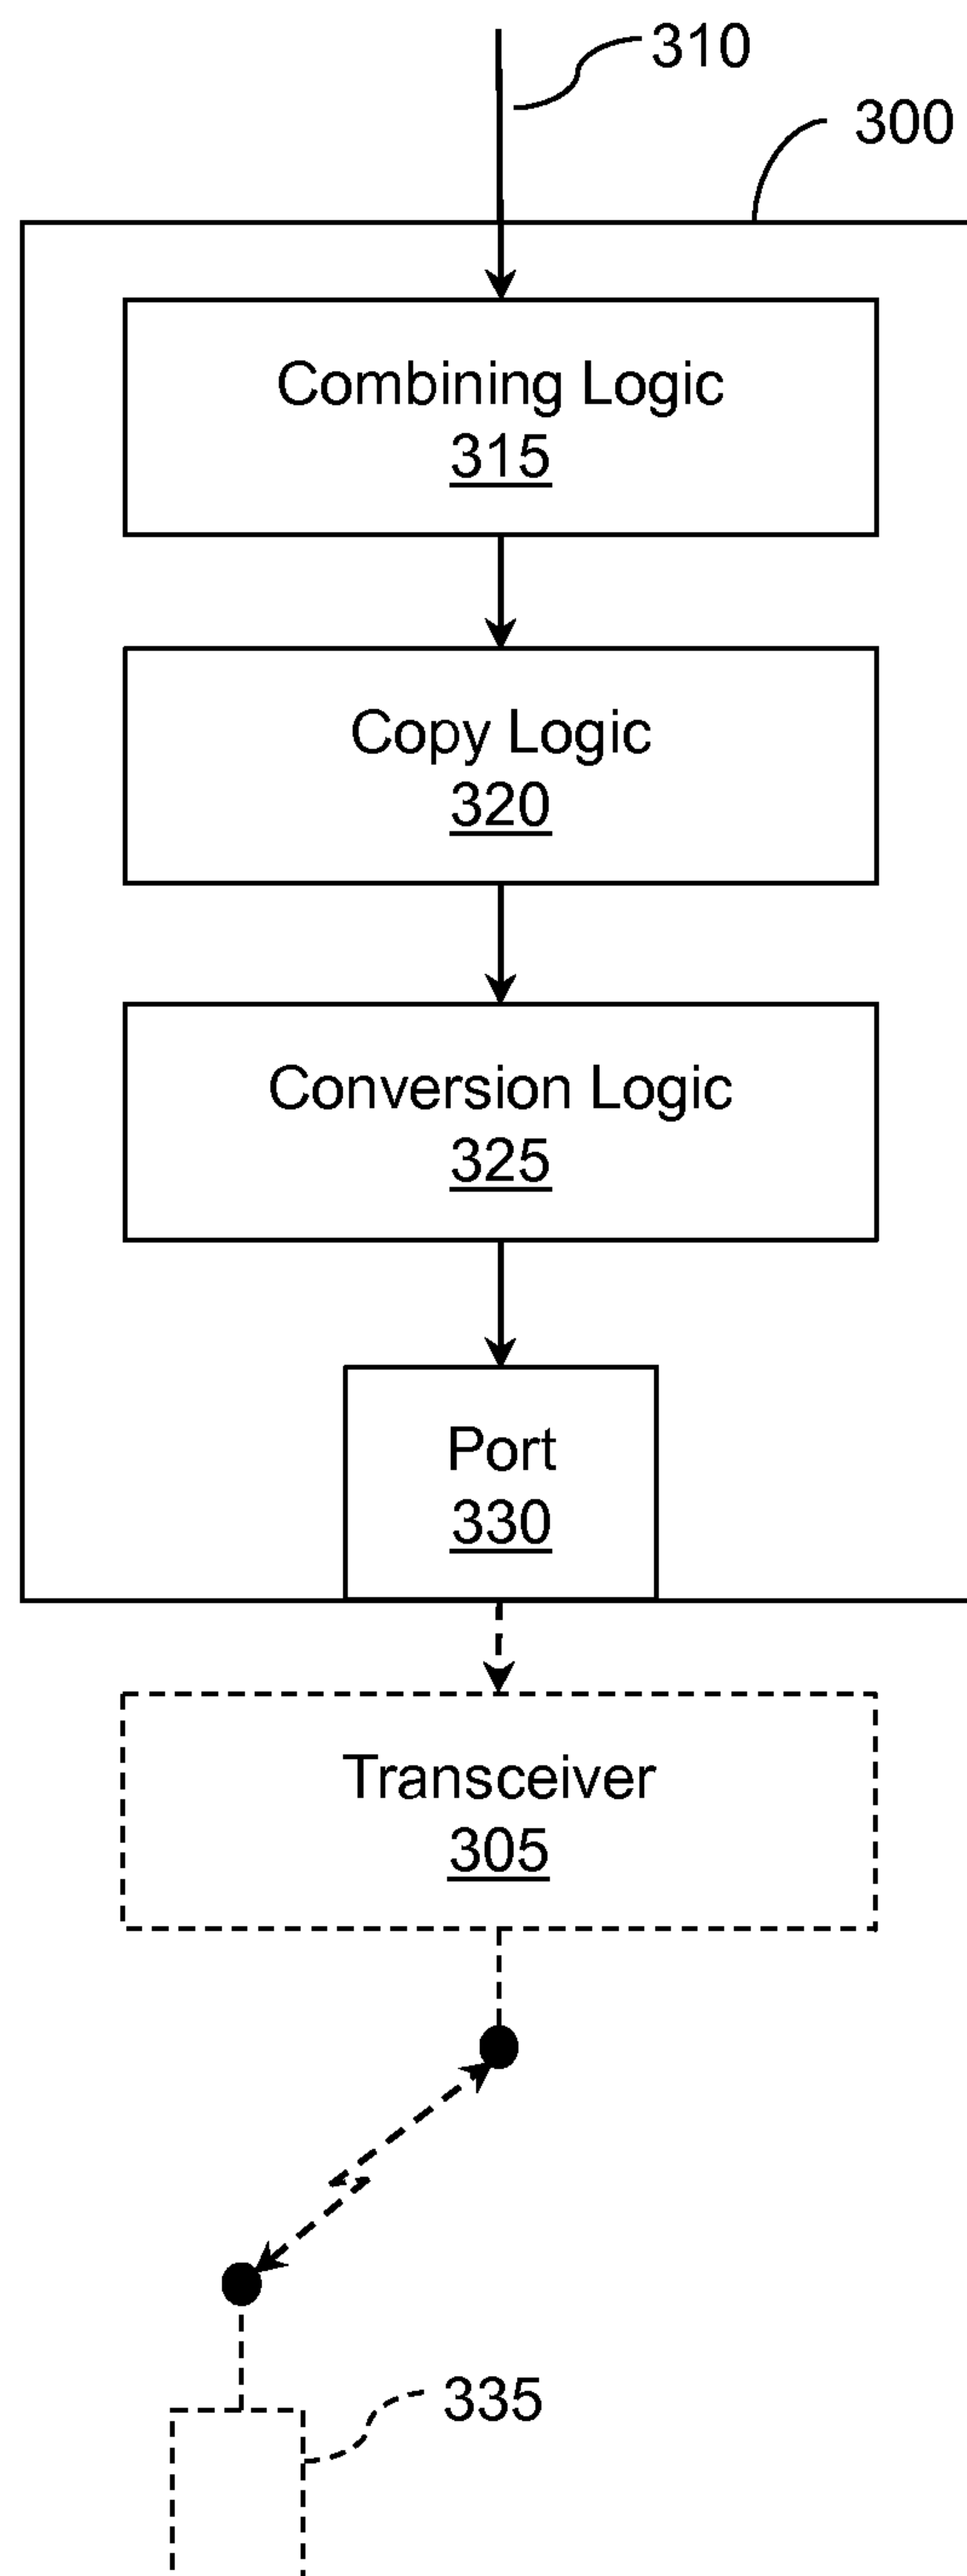 310
300
Combining Logic
315
Copy Logic
320
Conversion Logic
325
Port
330
Transceiver
305
335